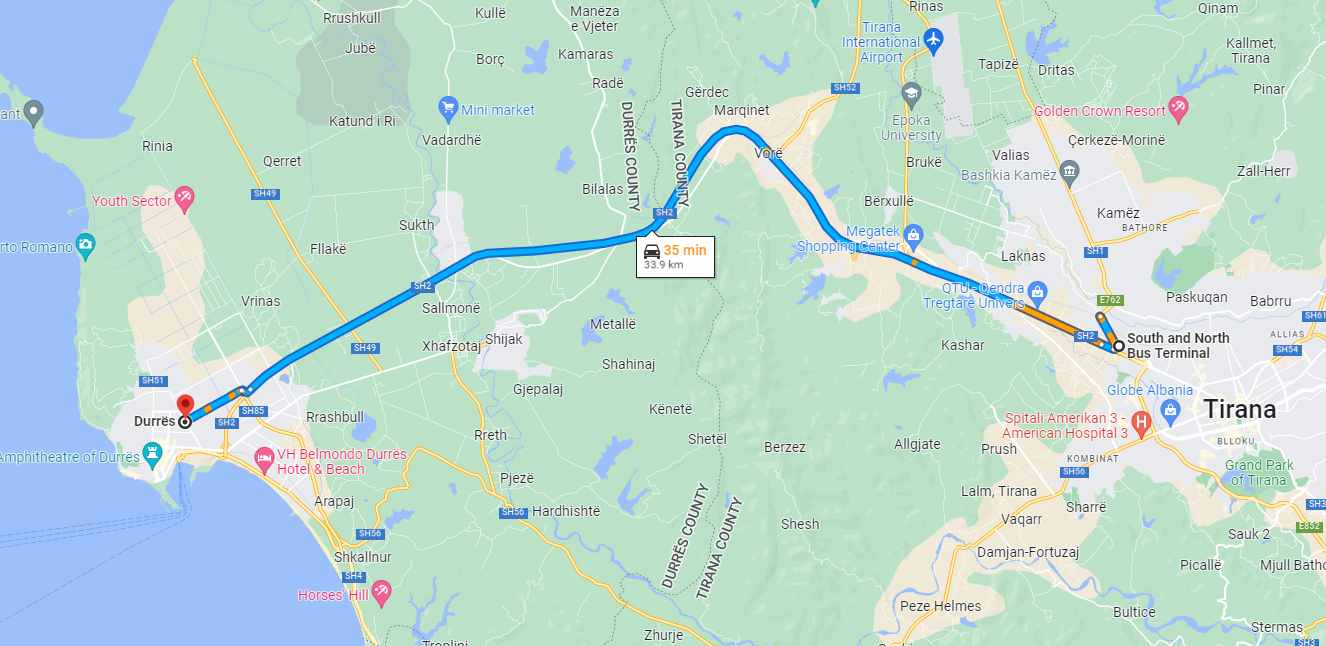 Rrushkull
Kullë
Manëza
e Vjeter
Rinas
Qinam
Jubë
Borç
Kamaras
Tirana
International
Airport
Kallmet,
Tirana
Tapizë
Dritas
Radë
Gërdec
SH52
Pinar
ant
Mini market
Marqinet
Epoka
University
Golden Crown Resort
Katund i Ri
Vadardhë
DURRËS COUNTY
TIRANA COUNTY
Çerkezë-Morinë
Rinia
Qerret
Vorë
Brukë
Valias
Bashkia Kamëz
Zall-Herr
SH49
Youth Sector
Bilalas
Bërxullë
SH2
Kamëz
BATHORE
Sukth
Megatek
Shopping Center
rto Romano
Fllakë
35 min
33.9 km
SH1
Laknas
SH2
QTU - Qendra
Tregtare Univers
E762
Paskuqan
Babrru
Vrinas
Sallmonë
SH61
Metallë
SH2
South and North
Bus Terminal
ALLIAS
SH49
Xhafzotaj
Shijak
Kashar
SH54
Shahinaj
SH51
Gjepalaj
Globe Albania
Durrës
SH85
SH2
Rrashbull
Kënetë
Tirana
Spitali Amerikan 3 -
American Hospital 3
Rreth
Shetël
Berzez
Allgjate
Prush
BLLOKU
Amphitheatre of Durrës
VH Belmondo Durrës
Hotel & Beach
KOMBINAT
SH56
Grand Park
of Tirana
Pjezë
Arapaj
Lalm, Tirana
SH56
Hardhishtë
DURRËS COUNTY
TIRANA COUNTY
Shesh
Vaqarr
Sharrë
SH3
E852
SH56
Sauk 2
Shkallnur
Damjan-Fortuzaj
Picallë
Mjull Batho
SH4
Horses' Hill
Peze Helmes
Bultice
Zhurje
Stermas
SH3